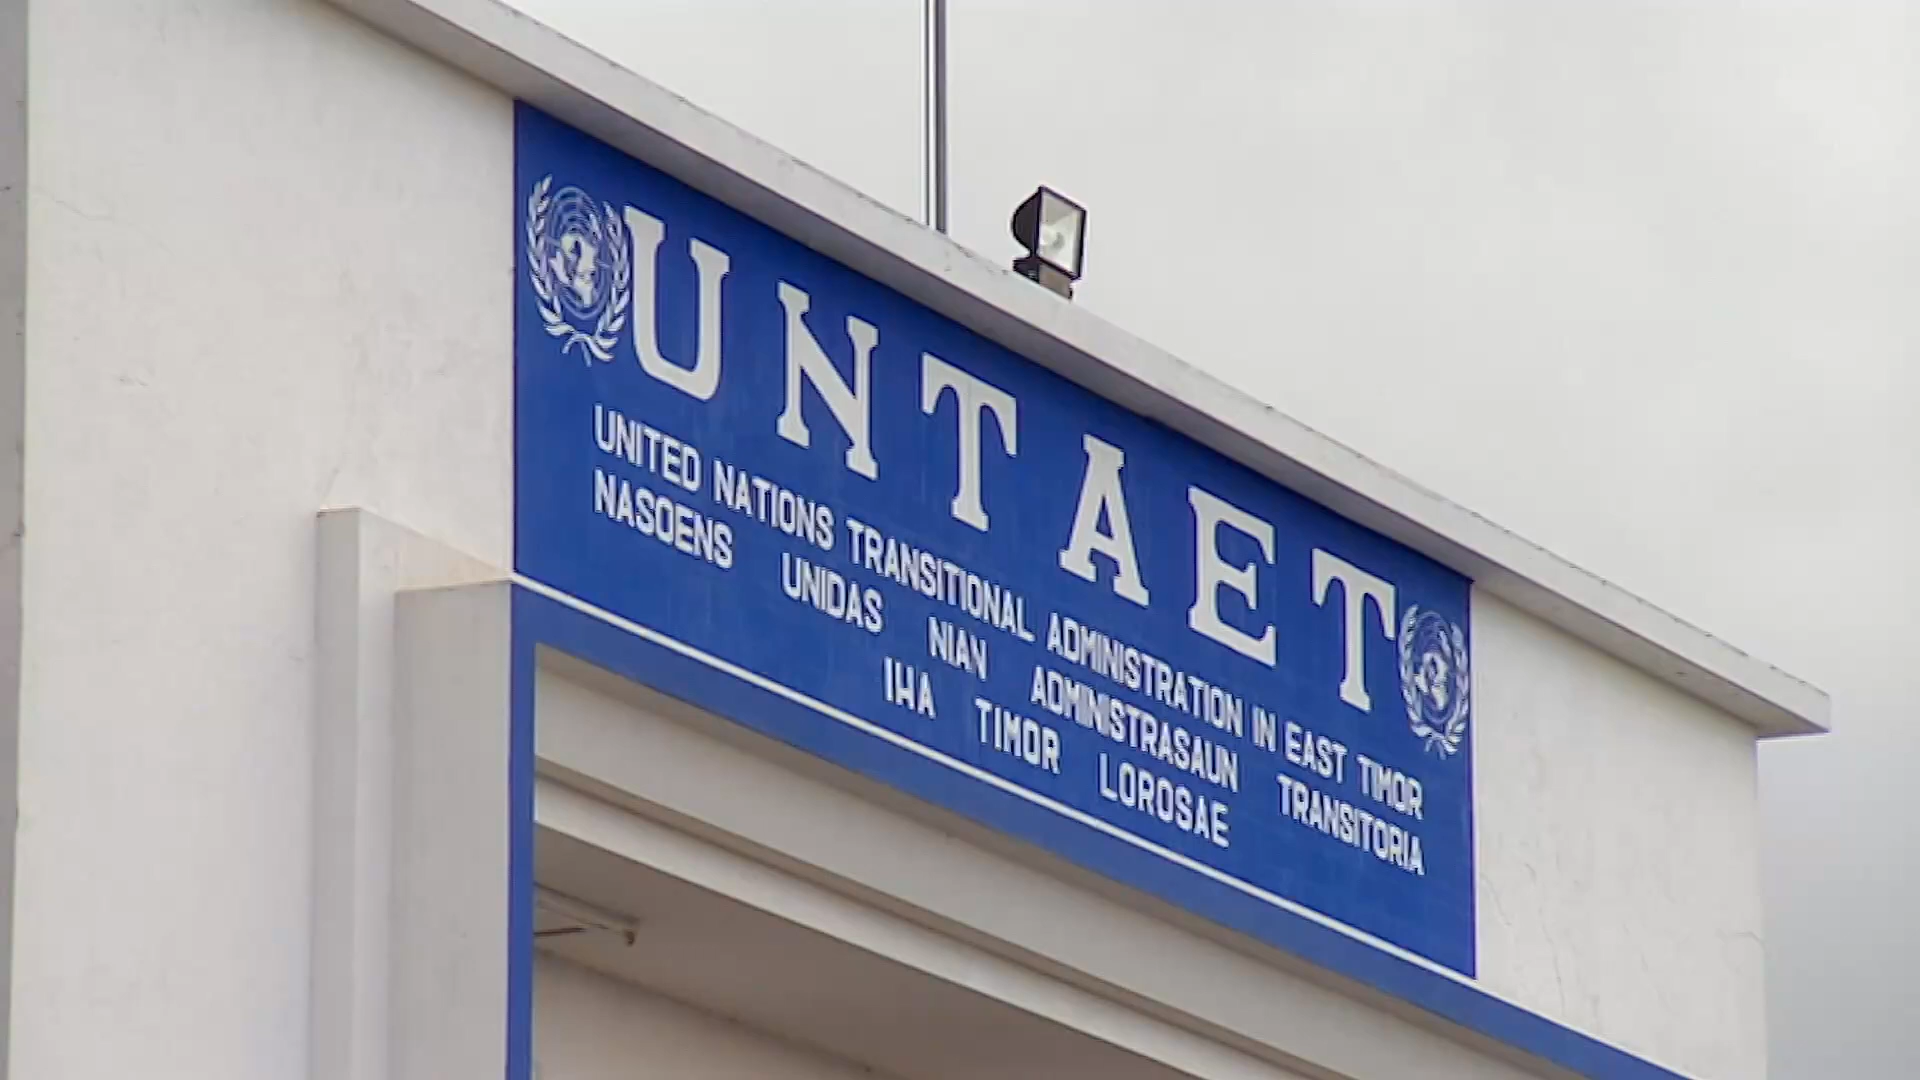 UNTAET
UNITED NATIONS TRANSITIONAL ADMINISTRATION IN EAST TIMOR
NASOENS UNIDAS NIAN ADMINISTRASAUN TRANSITORIA
IHA TIMOR LOROSAE